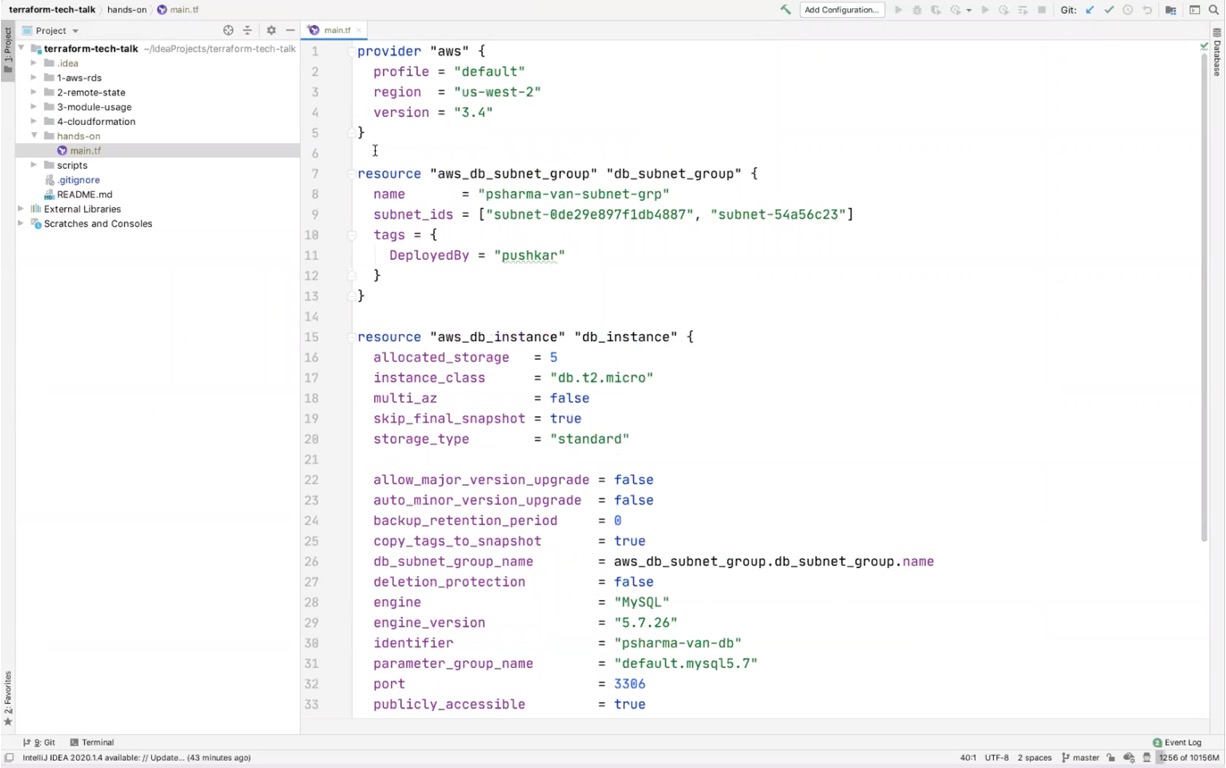 terraform-tech-talk hands-on main.tf Add Configuration... Git:
Project
main.tf
terraform-tech-talk ~/IdeaProjects/terraform-tech-talk
.idea
1-aws-rds
2-remote-state
3-module-usage
4-cloudformation
hands-on
main.tf
scripts
.gitignore
README.md
External Libraries
Scratches and Consoles
1: Project
2: Favorites
1 provider "aws" {
2 profile = "default"
3 region = "us-west-2"
4 version = "3.4"
5 }
6
7 resource "aws_db_subnet_group" "db_subnet_group" {
8 name = "psharma-van-subnet-grp"
9 subnet_ids = ["subnet-0de29e897f1db4887", "subnet-54a56c23"]
10 tags = {
11 DeployedBy = "pushkar"
12 }
13 }
14
15 resource "aws_db_instance" "db_instance" {
16 allocated_storage = 5
17 instance_class = "db.t2.micro"
18 multi_az = false
19 skip_final_snapshot = true
20 storage_type = "standard"
21
22 allow_major_version_upgrade = false
23 auto_minor_version_upgrade = false
24 backup_retention_period = 0
25 copy_tags_to_snapshot = true
26 db_subnet_group_name = aws_db_subnet_group.db_subnet_group.name
27 deletion_protection = false
28 engine = "MySQL"
29 engine_version = "5.7.26"
30 identifier = "psharma-van-db"
31 parameter_group_name = "default.mysql5.7"
32 port = 3306
33 publicly_accessible = true
Database
9: Git Terminal Event Log
IntelliJ IDEA 2020.1.4 available: // Update... (43 minutes ago) 40:1 UTF-8 2 spaces master 1256 of 10156M